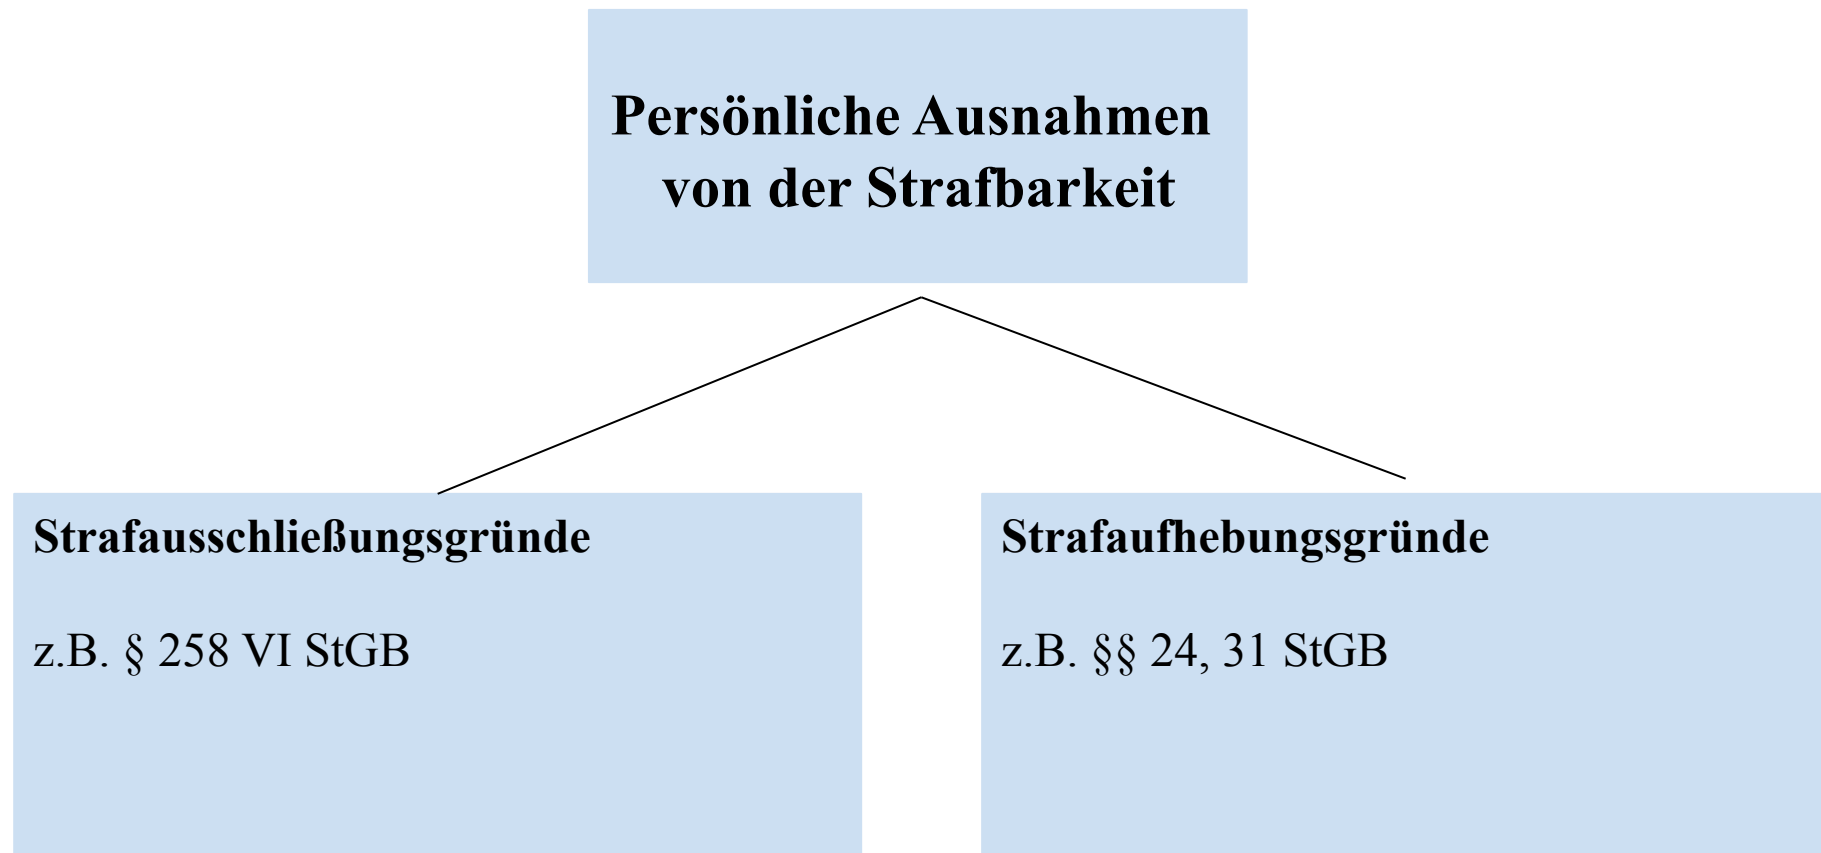 Persönliche Ausnahmen
von der Strafbarkeit
Strafausschließungsgründe
z.B. § 258 VI StGB
Strafaufhebungsgründe
z.B. §§ 24, 31 StGB